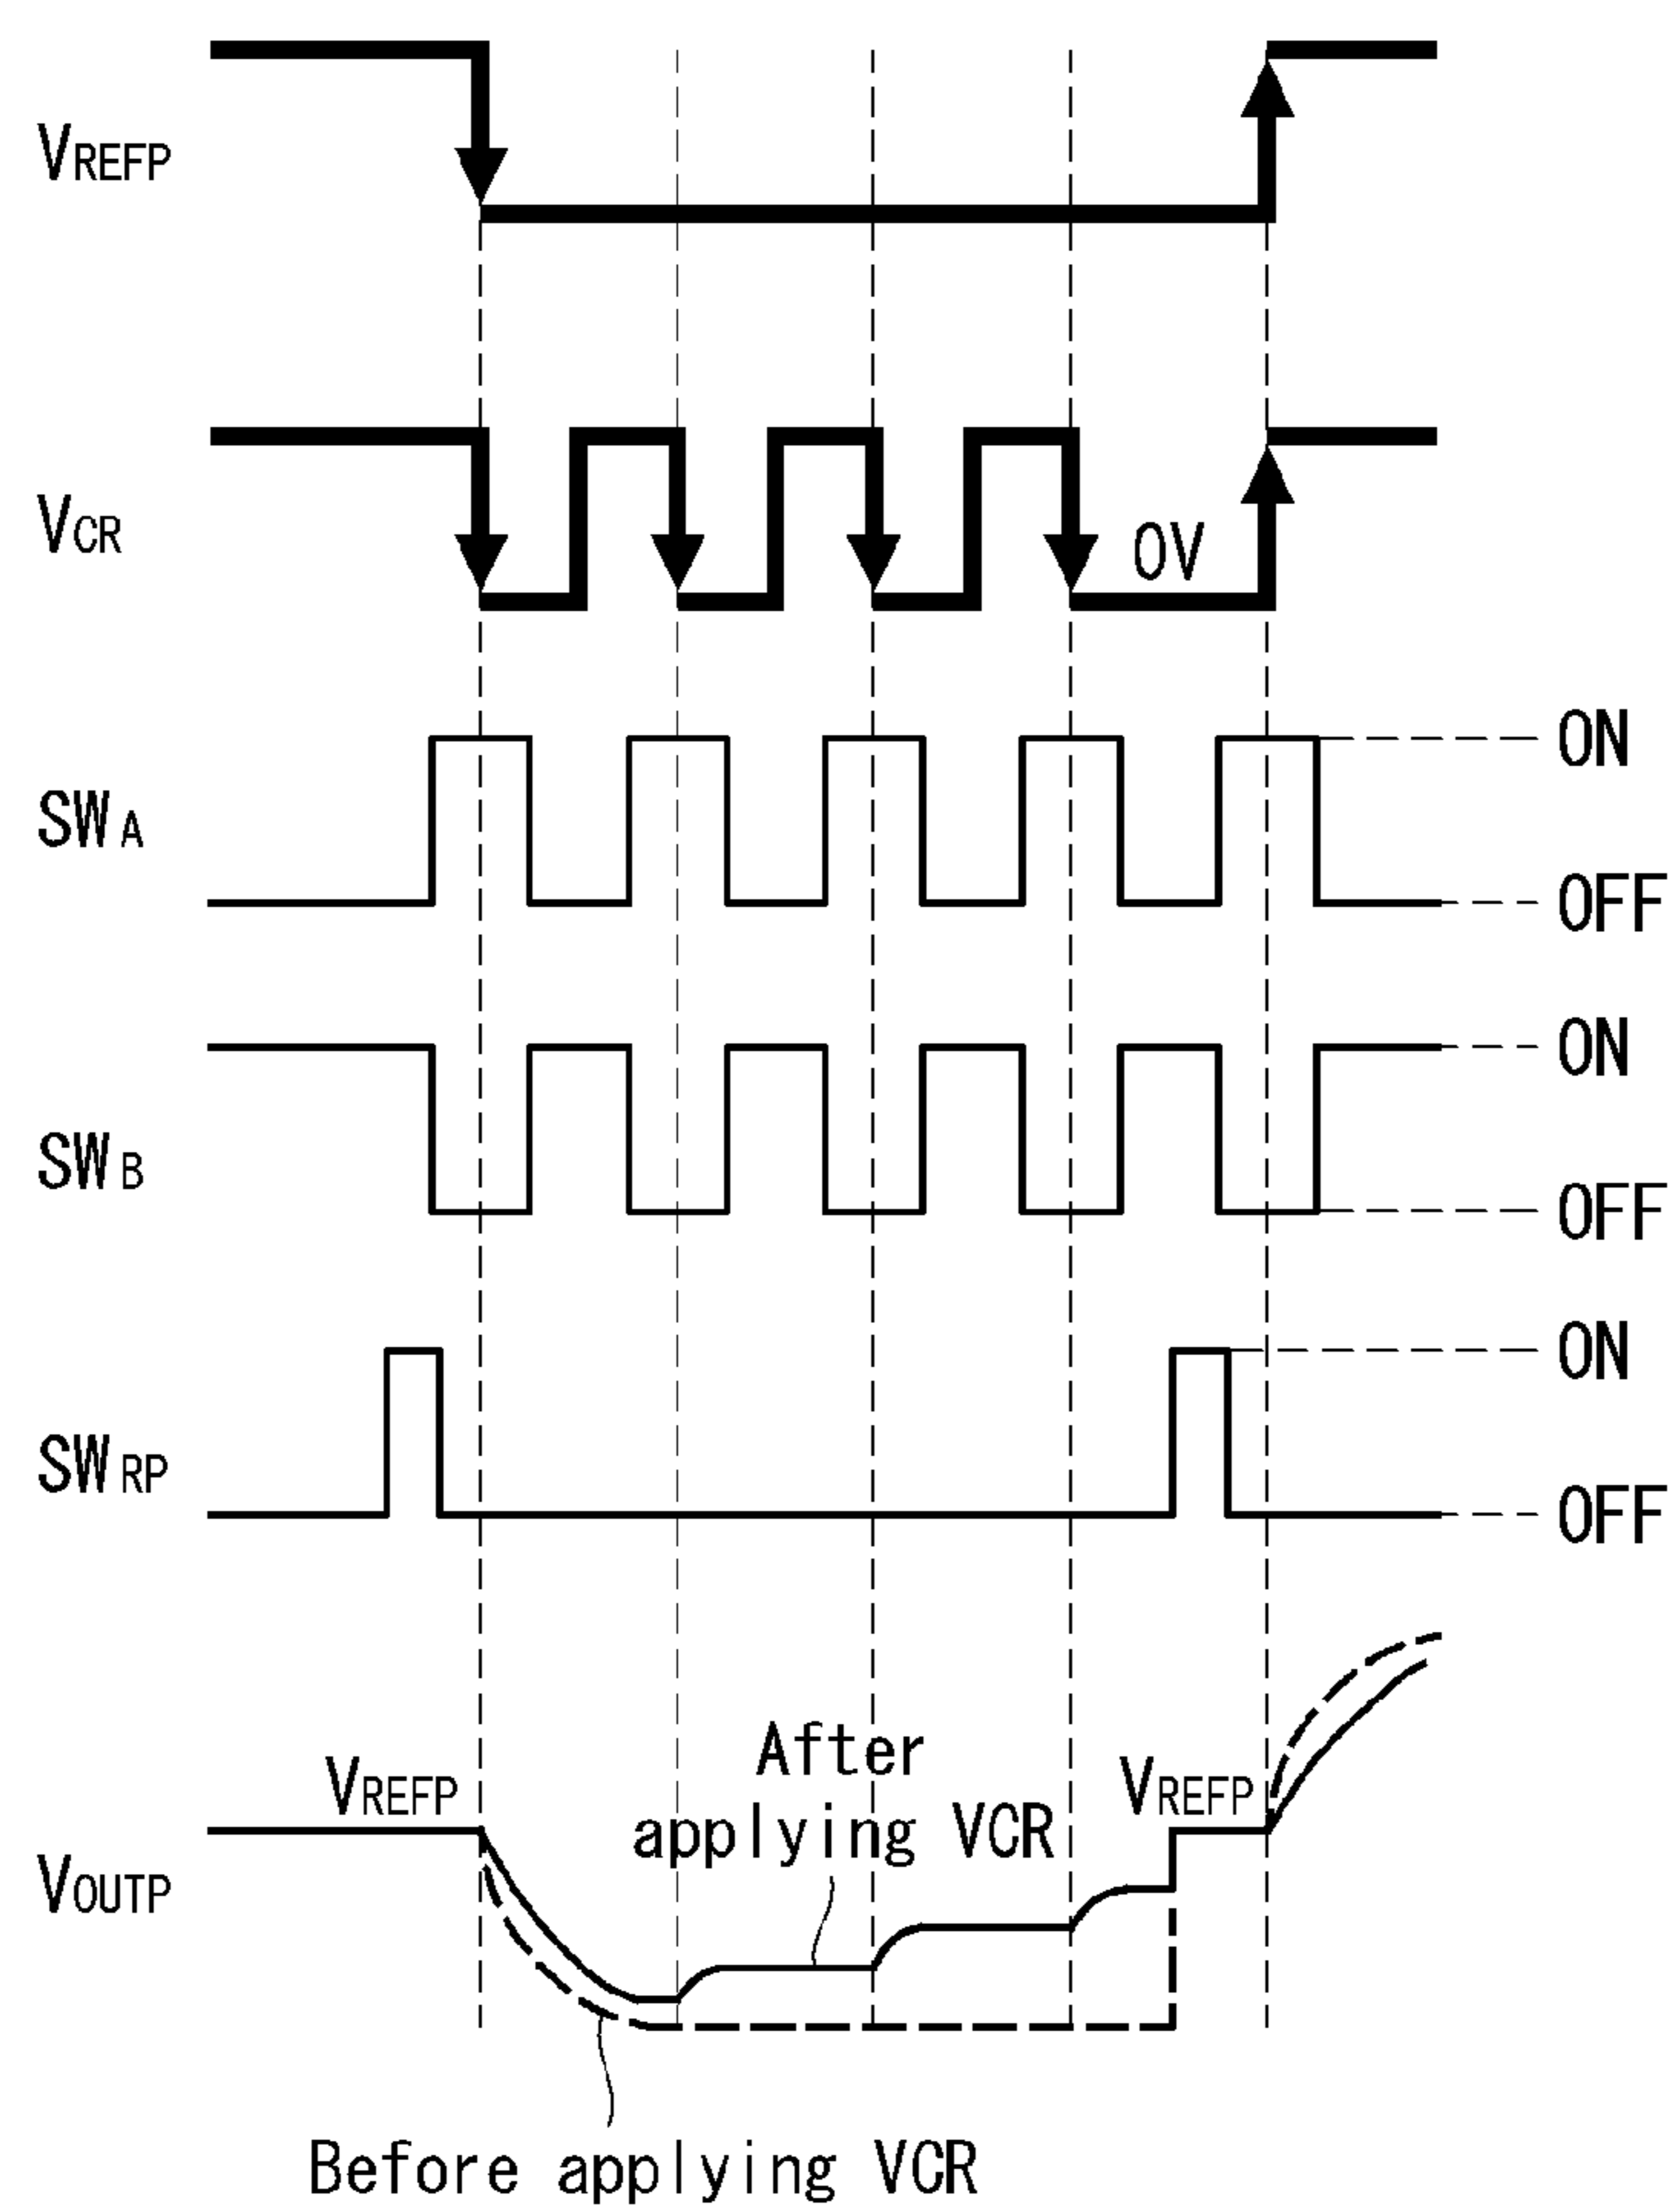 VREFP
VCR
0V
SWA
ON
OFF
SWB
ON
OFF
SWRP
ON
OFF
VOUTP
VREFP
After
applying VCR
VREFP
Before applying VCR